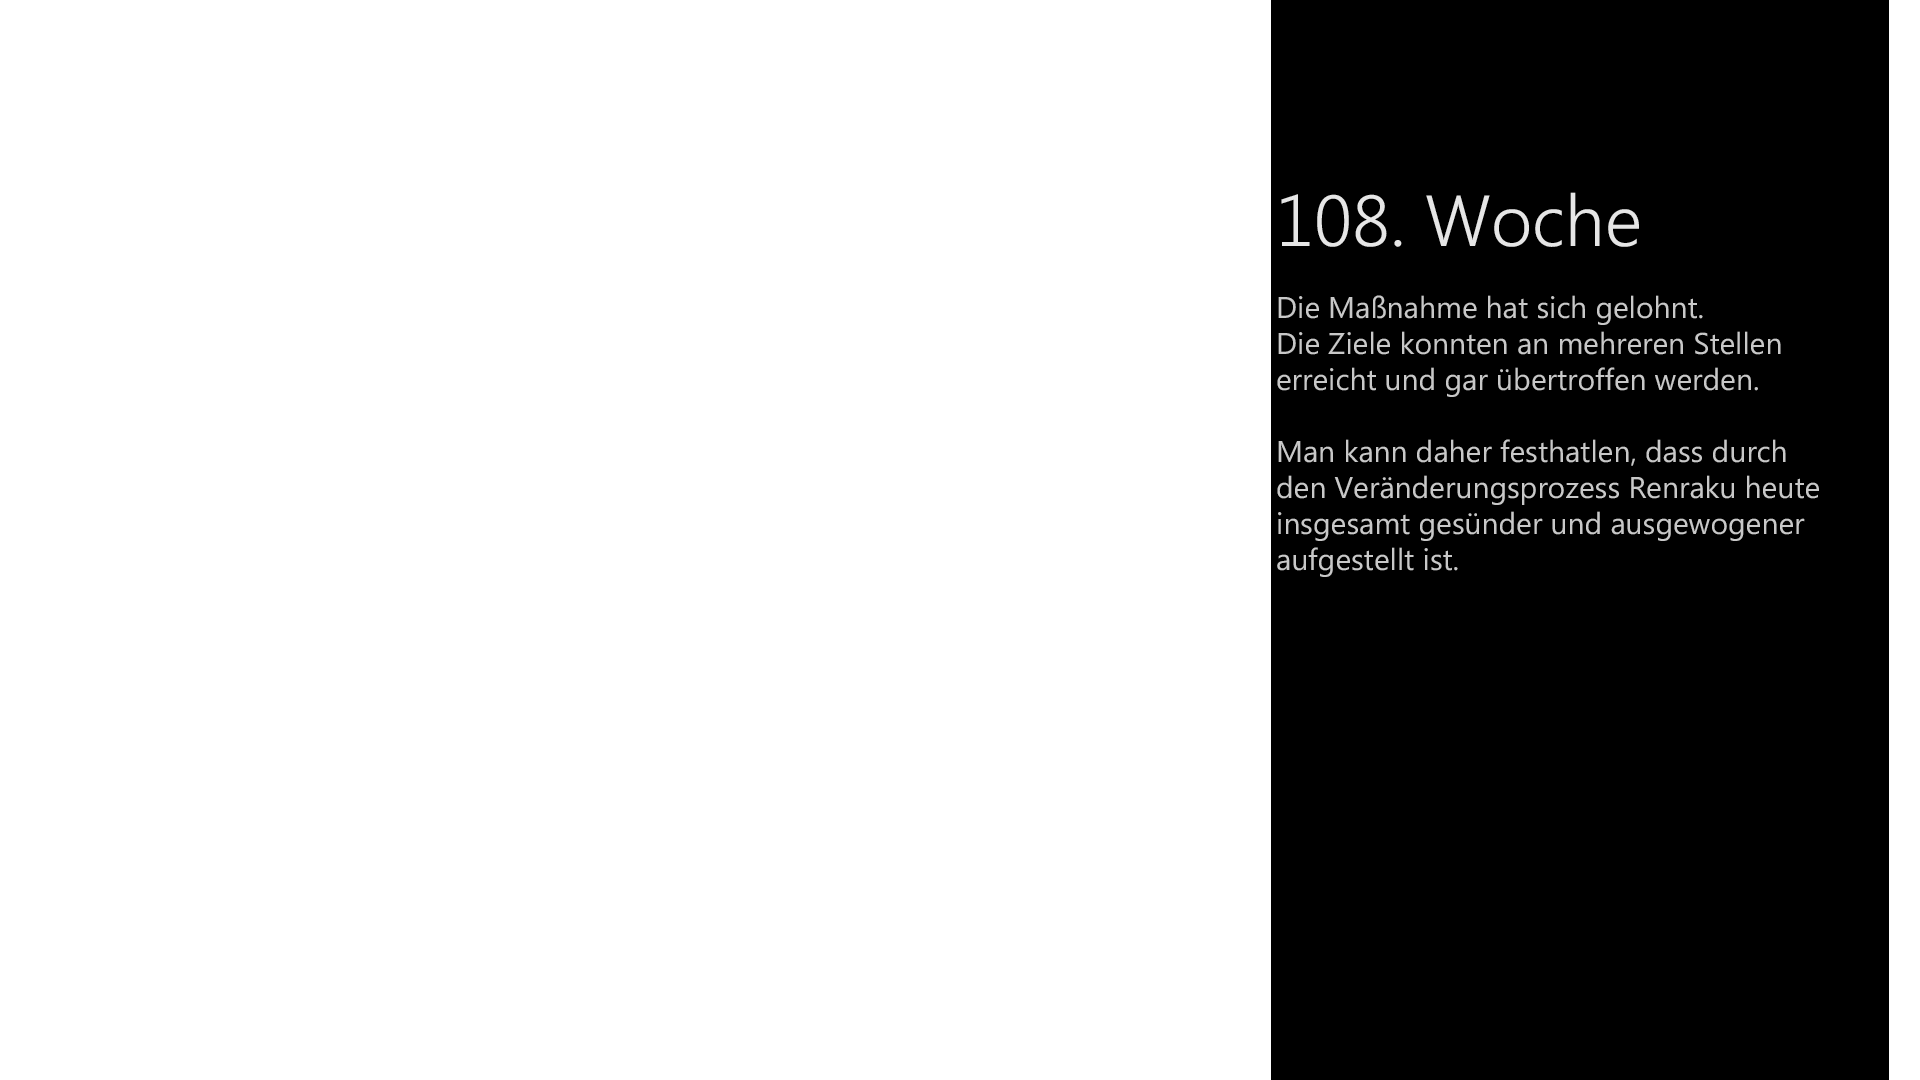 108. Woche
Die Maßnahme hat sich gelohnt.
Die Ziele konnten an mehreren Stellen
erreicht und gar übertroffen werden.
Man kann daher festhatlen, dass durch
den Veränderungsprozess Renraku heute
insgesamt gesünder und ausgewogener
aufgestellt ist.